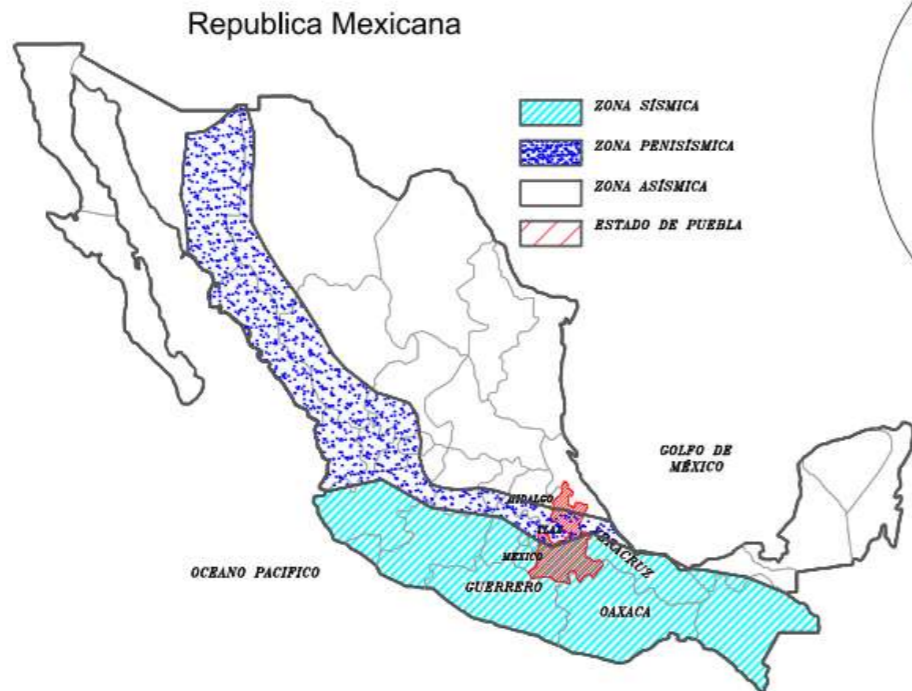 Republica Mexicana
ZONA SÍSMICA
ZONA PENISÍSMICA
ZONA ASÍSMICA
ESTADO DE PUEBLA
GOLFO DE
MÉXICO
HIDALGO
TLAX
VERACRUZ
MEXICO
OCEANO PACIFICO
GUERRERO
OAXACA